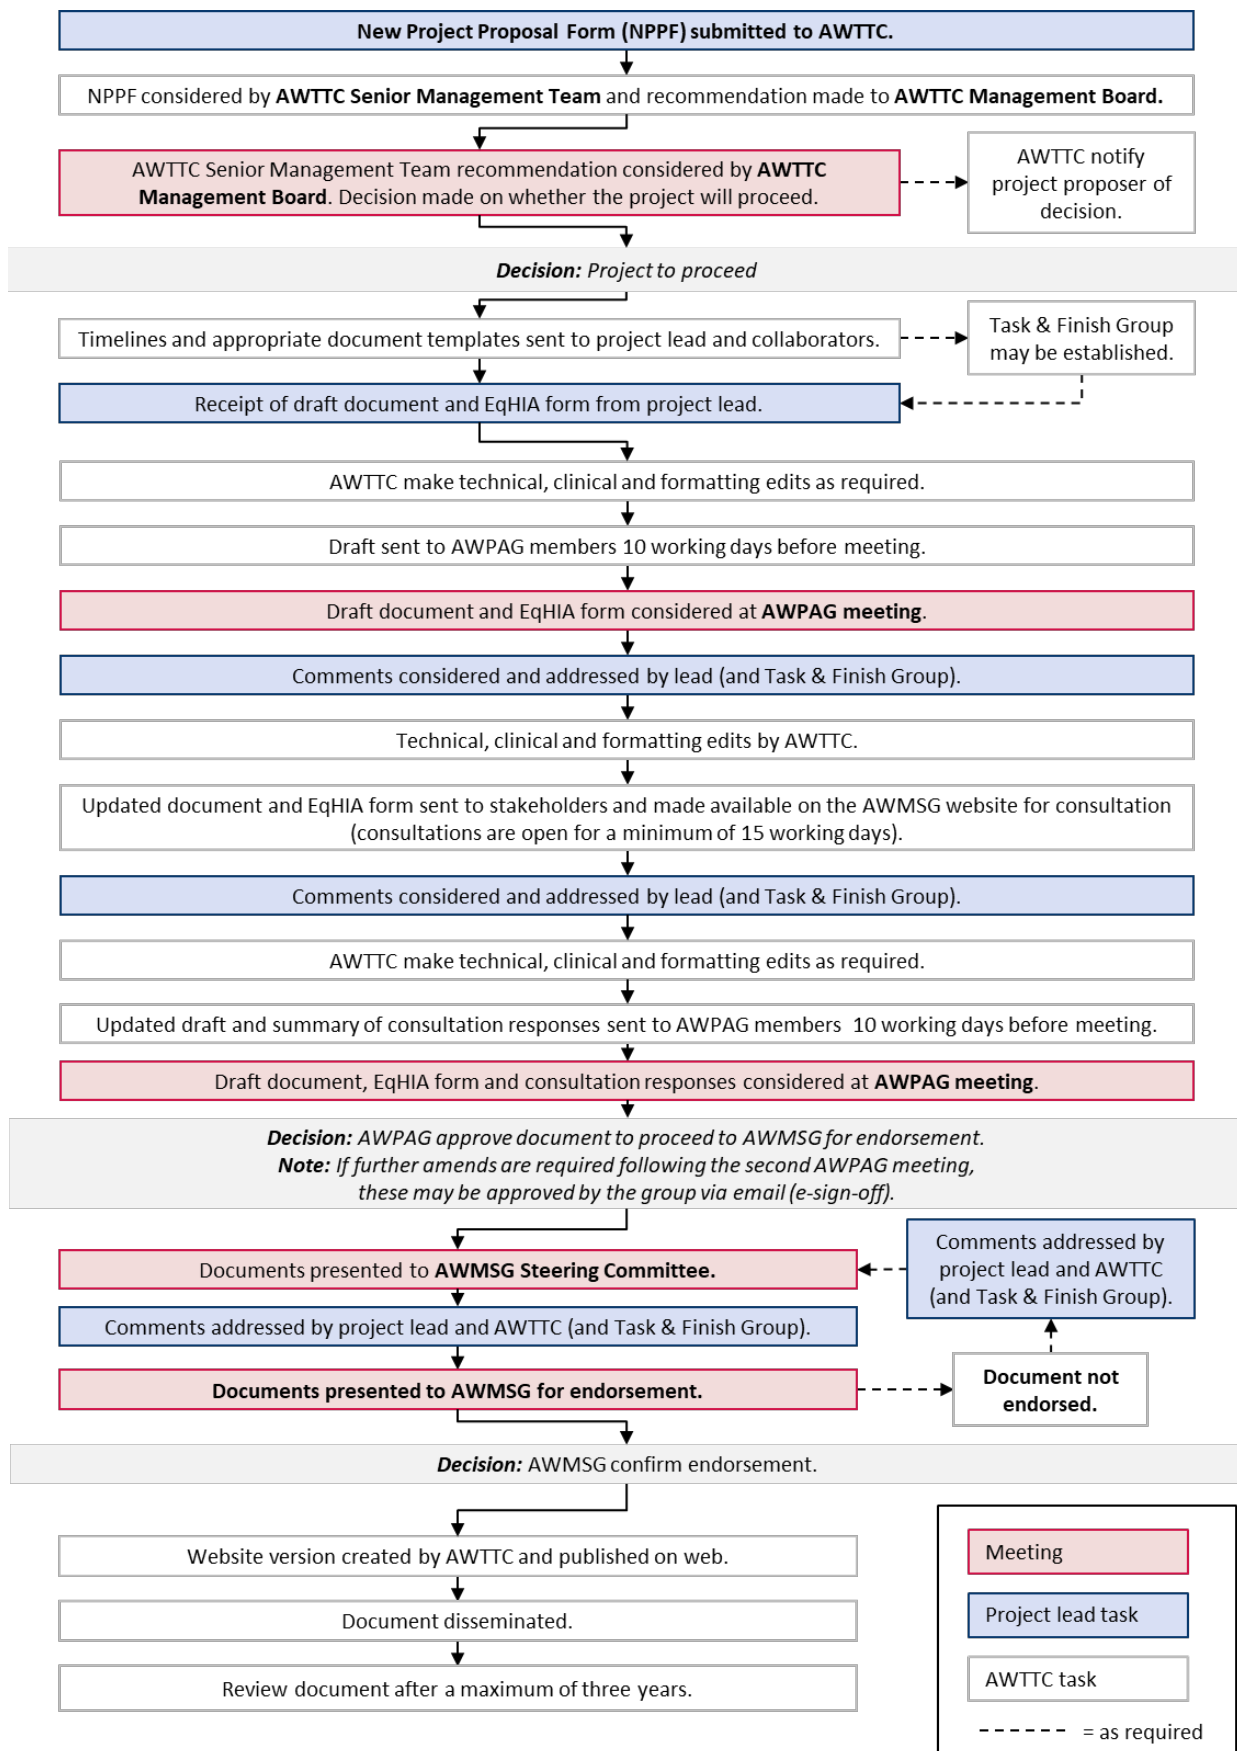 New Project Proposal Form (NPPF) submitted to AWTTC.
NPPF considered by AWTTC Senior Management Team and recommendation made to AWTTC Management Board.
AWTTC Senior Management Team recommendation considered by AWTTC
Management Board. Decision made on whether the project will proceed.
AWTTC notify
project proposer of
decision.
Decision: Project to proceed
Timelines and appropriate document templates sent to project lead and collaborators.
Task & Finish Group
may be established.
Receipt of draft document and EqHIA form from project lead.
AWTTC make technical, clinical and formatting edits as required.
Draft sent to AWPAG members 10 working days before meeting.
Draft document and EqHIA form considered at AWPAG meeting.
Comments considered and addressed by lead (and Task & Finish Group).
Technical, clinical and formatting edits by AWTTC.
Updated document and EqHIA form sent to stakeholders and made available on the AWMSG website for consultation
(consultations are open for a minimum of 15 working days).
Comments considered and addressed by lead (and Task & Finish Group).
AWTTC make technical, clinical and formatting edits as required.
Updated draft and summary of consultation responses sent to AWPAG members 10 working days before meeting.
Draft document, EqHIA form and consultation responses considered at AWPAG meeting.
Decision: AWPAG approve document to proceed to AWMSG for endorsement.
Note: If further amends are required following the second AWPAG meeting,
these may be approved by the group via email (e-sign-off).
Documents presented to AWMSG Steering Committee.
Comments addressed by
project lead and AWTTC
(and Task & Finish Group).
Comments addressed by project lead and AWTTC (and Task & Finish Group).
Documents presented to AWMSG for endorsement.
Document not
endorsed.
Decision: AWMSG confirm endorsement.
Website version created by AWTTC and published on web.
Document disseminated.
Review document after a maximum of three years.
Meeting
Project lead task
AWTTC task
= as required